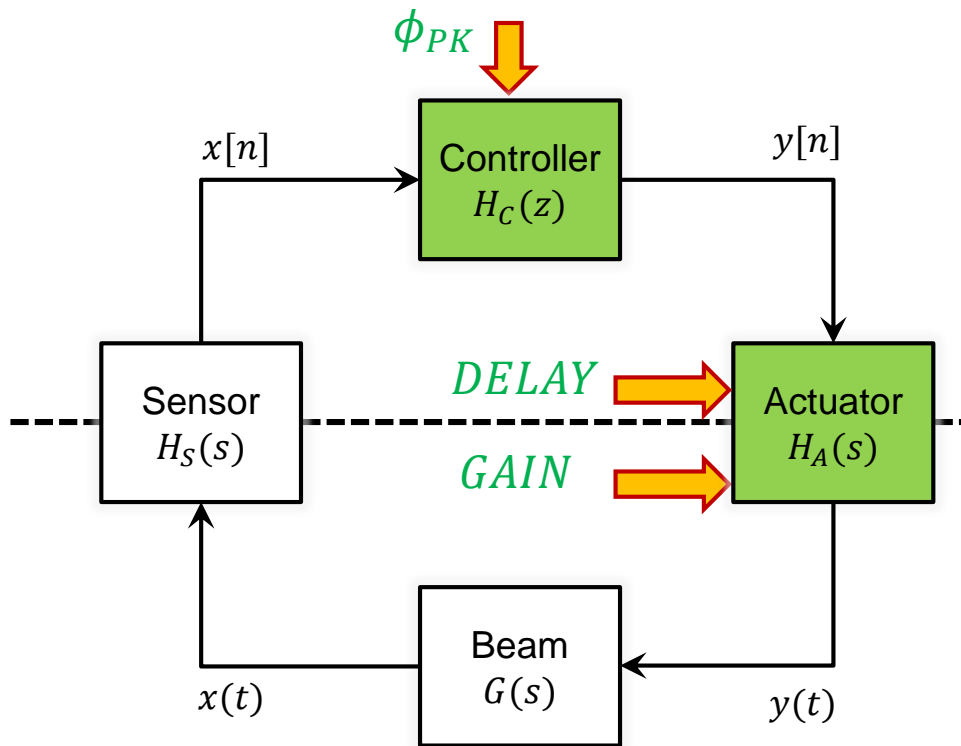 ϕ_PK
x[n]
y[n]
Controller
H_C(z)
DELAY
Sensor
H_S(s)
Actuator
H_A(s)
GAIN
Beam
G(s)
x(t)
y(t)